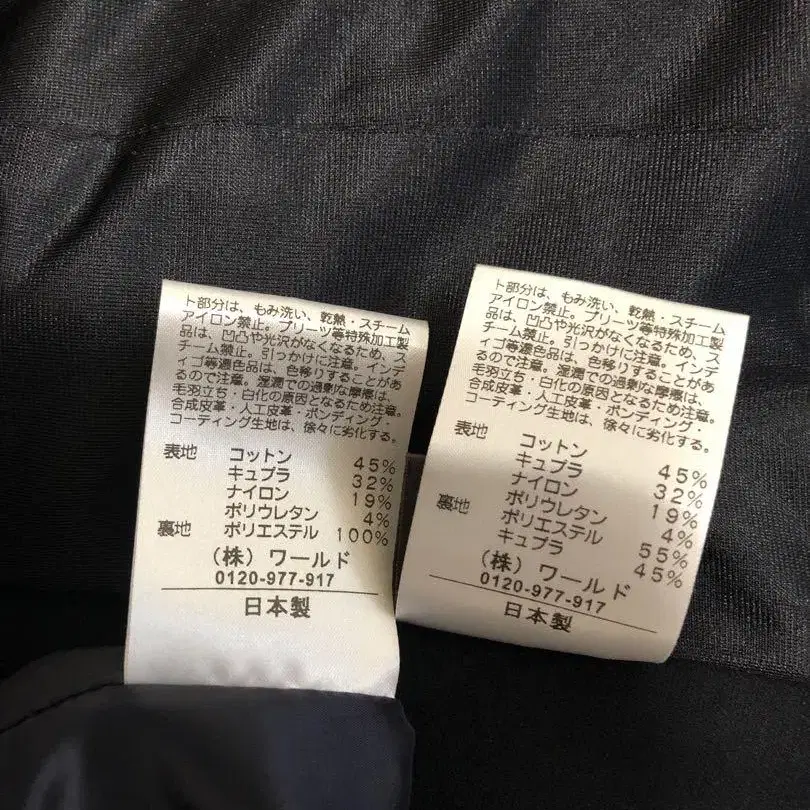 ト部分は、もみ洗い、乾熱・スチーム
アイロン禁止。プリーツ等特殊加工製
品は、凹凸や光沢がなくなるため、ス
チーム禁止。引っかけに注意。インデ
ィゴ等濃色品は、色移りすることがあ
るので注意。湿潤での過剰な摩擦は、
毛羽立ち・白化の原因となるため注意。
合成皮革・人工皮革・ボンディング・
コーティング生地は、徐々に劣化する。
表地 コットン 45%
キュプラ 32%
ナイロン 19%
ポリウレタン 4%
裏地 ポリエステル 100%
(株) ワールド
0120-977-917
日本製
ト部分は、もみ洗い、乾熱・スチーム
アイロン禁止。プリーツ等特殊加工製
品は、凹凸や光沢がなくなるため、ス
チーム禁止。引っかけに注意。インデ
ィゴ等濃色品は、色移りすることがあ
るので注意。湿潤での過剰な摩擦は、
毛羽立ち・白化の原因となるため注意。
合成皮革・人工皮革・ボンディング・
コーティング生地は、徐々に劣化する。
表地 コットン 45%
キュプラ 32%
ナイロン 19%
ポリウレタン 4%
裏地 ポリエステル 55%
キュプラ 45%
(株) ワールド
0120-977-917
日本製